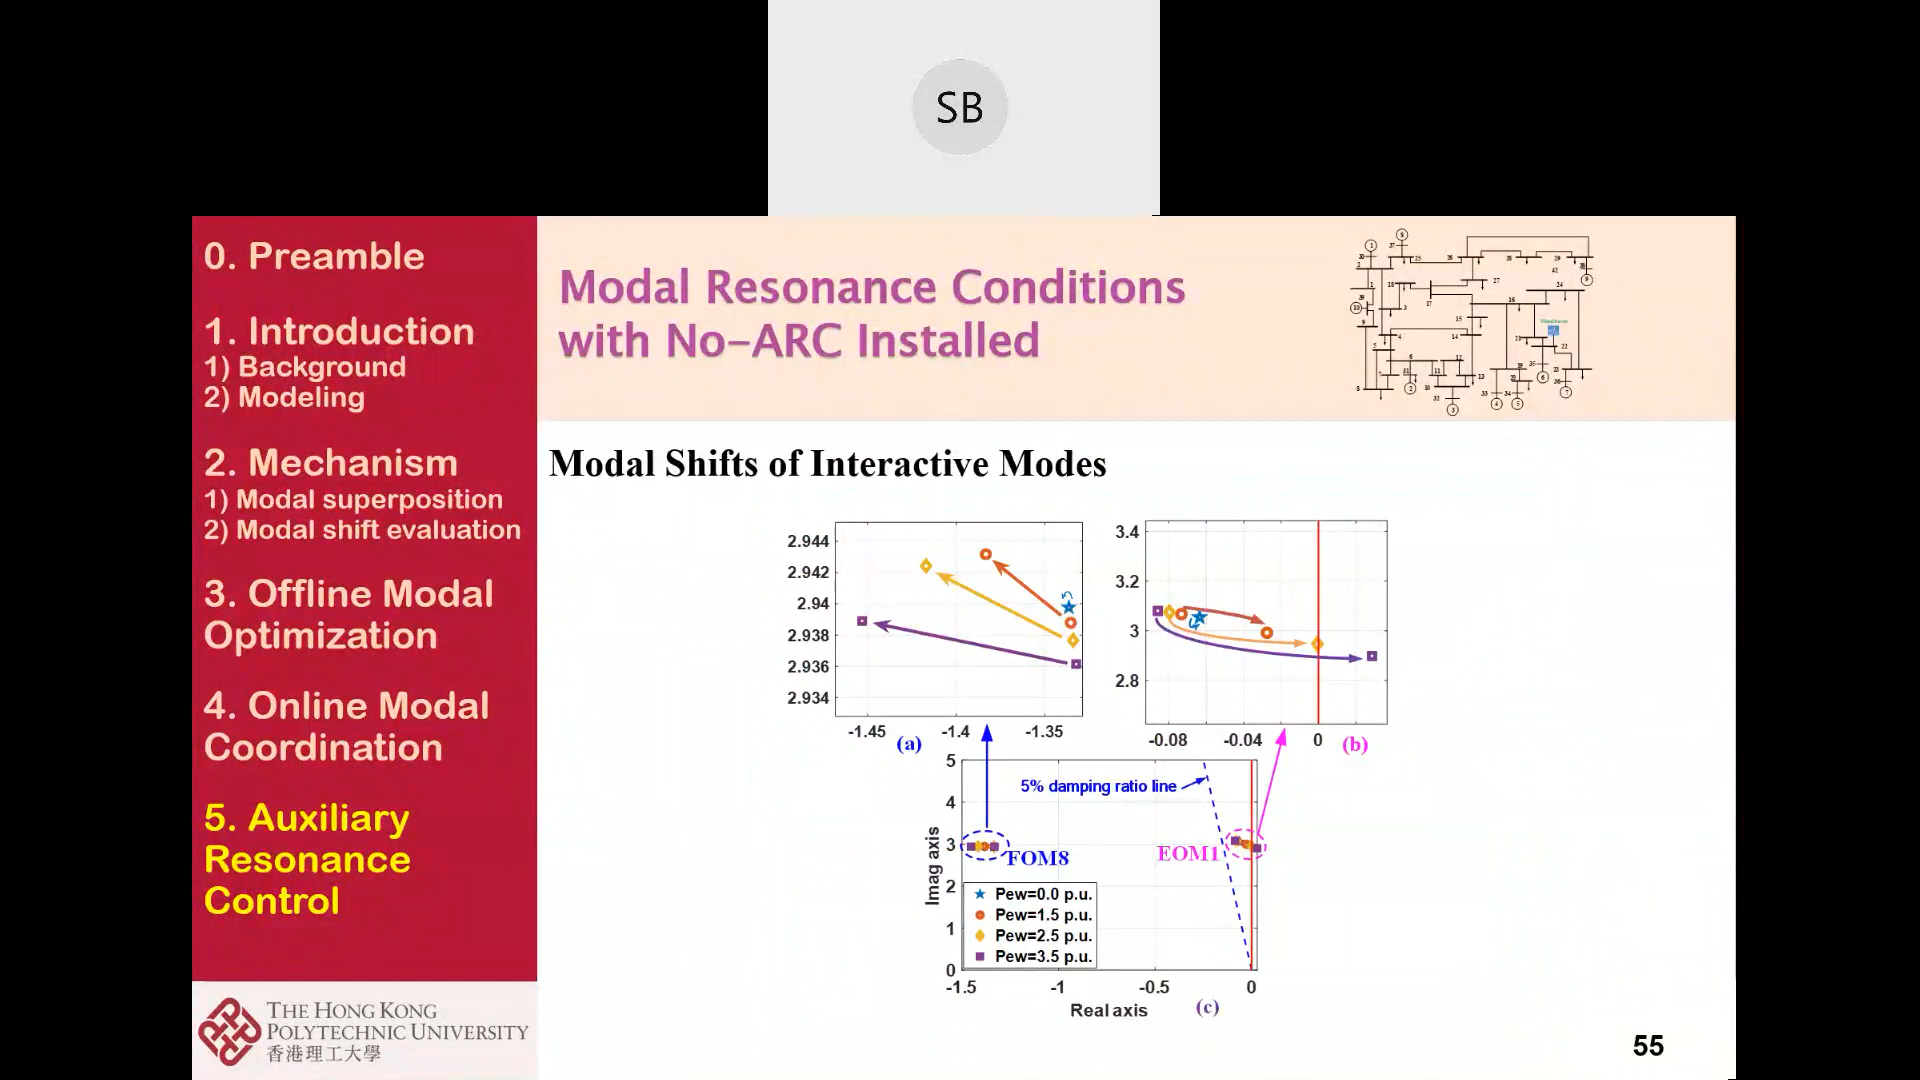 SB
0. Preamble
1. Introduction
1) Background
2) Modeling
2. Mechanism
1) Modal superposition
2) Modal shift evaluation
3. Offline Modal
Optimization
4. Online Modal
Coordination
5. Auxiliary
Resonance
Control
THE HONG KONG
POLYTECHNIC UNIVERSITY
香港理工大學
Modal Resonance Conditions
with No-ARC Installed
Modal Shifts of Interactive Modes
2.944
2.942
2.94
2.938
2.936
2.934
-1.45
-1.4
-1.35
(a)
3.4
3.2
3
2.8
-0.08
-0.04
0
(b)
5
4
3
2
1
0
Imag axis
5% damping ratio line
FOM8
EOM1
Pew=0.0 p.u.
Pew=1.5 p.u.
Pew=2.5 p.u.
Pew=3.5 p.u.
-1.5
-1
-0.5
0
Real axis
(c)
55